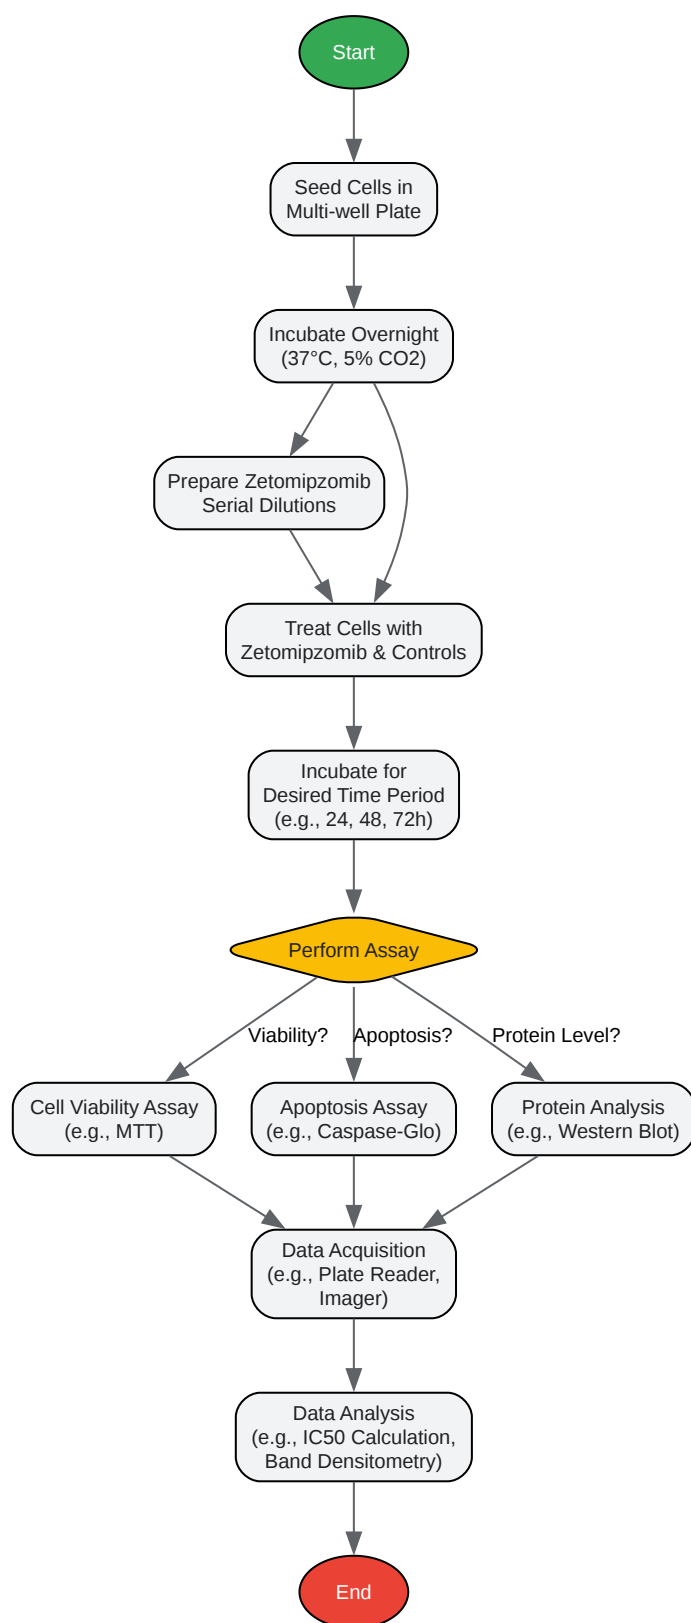 Start
Seed Cells in
Multi-well Plate
Incubate Overnight
(37°C, 5% CO2)
Prepare Zetomipzomib
Serial Dilutions
Treat Cells with
Zetomipzomib & Controls
Incubate for
Desired Time Period
(e.g., 24, 48, 72h)
Perform Assay
Viability?
Apoptosis?
Protein Level?
Cell Viability Assay
(e.g., MTT)
Apoptosis Assay
(e.g., Caspase-Glo)
Protein Analysis
(e.g., Western Blot)
Data Acquisition
(e.g., Plate Reader,
Imager)
Data Analysis
(e.g., IC50 Calculation,
Band Densitometry)
End